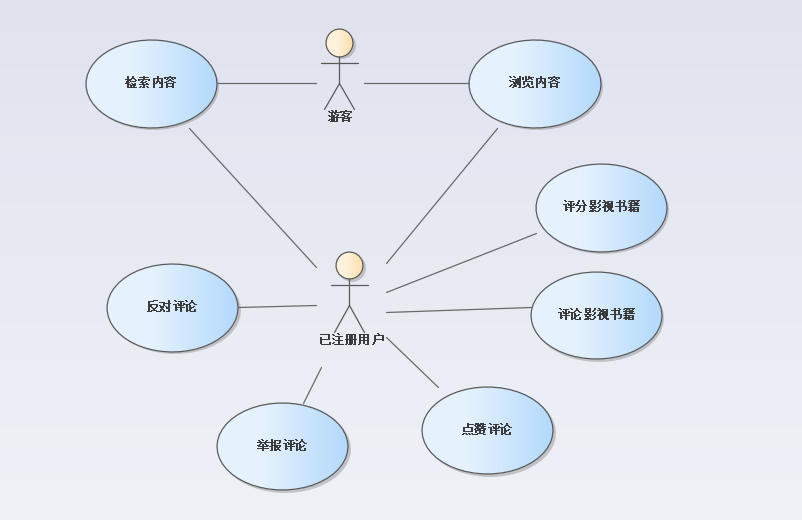 检索内容
浏览内容
游客
评分影视书籍
反对评论
评论影视书籍
已注册用户
点赞评论
举报评论